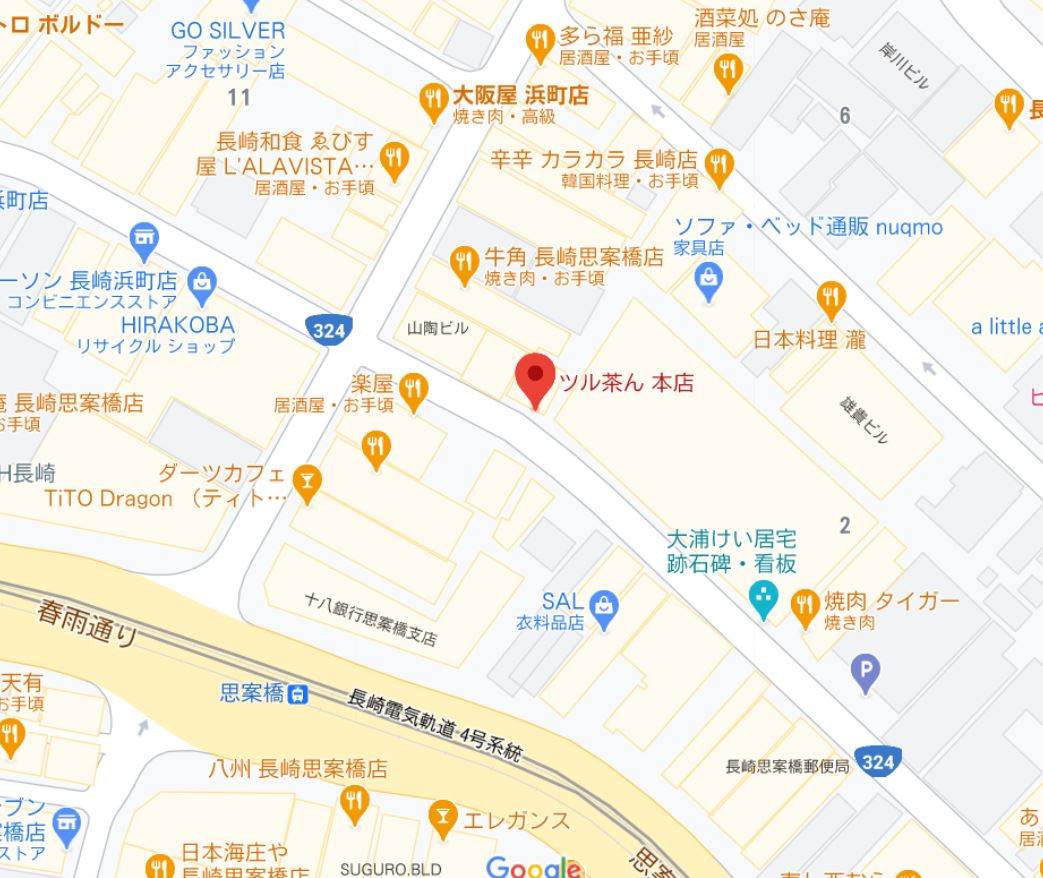 トロ ボルドー
GO SILVER
ファッション
アクセサリー店
11
多ら福 亜紗
居酒屋・お手頃
酒菜処 のさ庵
居酒屋
岸川ビル
大阪屋 浜町店
焼き肉・高級
6
長崎和食 ゑびす
屋 L'ALAVISTA…
居酒屋・お手頃
辛辛 カラカラ 長崎店
韓国料理・お手頃
浜町店
ソファ・ベッド通販 nuqmo
家具店
牛角 長崎思案橋店
焼き肉・お手頃
ーソン 長崎浜町店
コンビニエンスストア
HIRAKOBA
リサイクル ショップ
324
山陶ビル
日本料理 瀧
a little
ツル茶ん 本店
楽屋
居酒屋・お手頃
長崎思案橋店
お手頃
雄貴ビル
H長崎
ダーツカフェ
TiTO Dragon （ティト…
2
大浦けい居宅
跡石碑・看板
SAL
衣料品店
焼肉 タイガー
焼き肉
十八銀行思案橋支店
春雨通り
P
天有
お手頃
思案橋
長崎電気軌道 4号系統
長崎思案橋郵便局
324
八州 長崎思案橋店
ブン
案橋店
ストア
エレガンス
あ
居酒
日本海庄や
長崎思案橋店
SUGURO.BLD
Google
思案